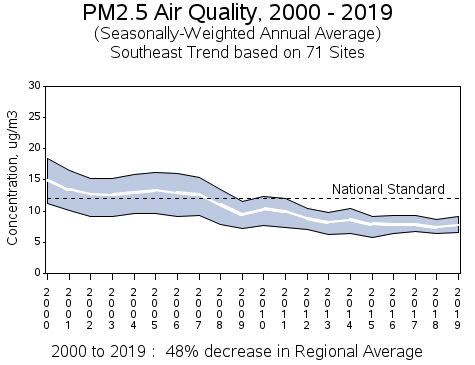 PM2.5 Air Quality, 2000 - 2019
(Seasonally-Weighted Annual Average)
Southeast Trend based on 71 Sites
Concentration, ug/m3
30
25
20
15
10
5
0
National Standard
2000 2001 2002 2003 2004 2005 2006 2007 2008 2009 2010 2011 2012 2013 2014 2015 2016 2017 2018 2019
2000 to 2019 : 48% decrease in Regional Average